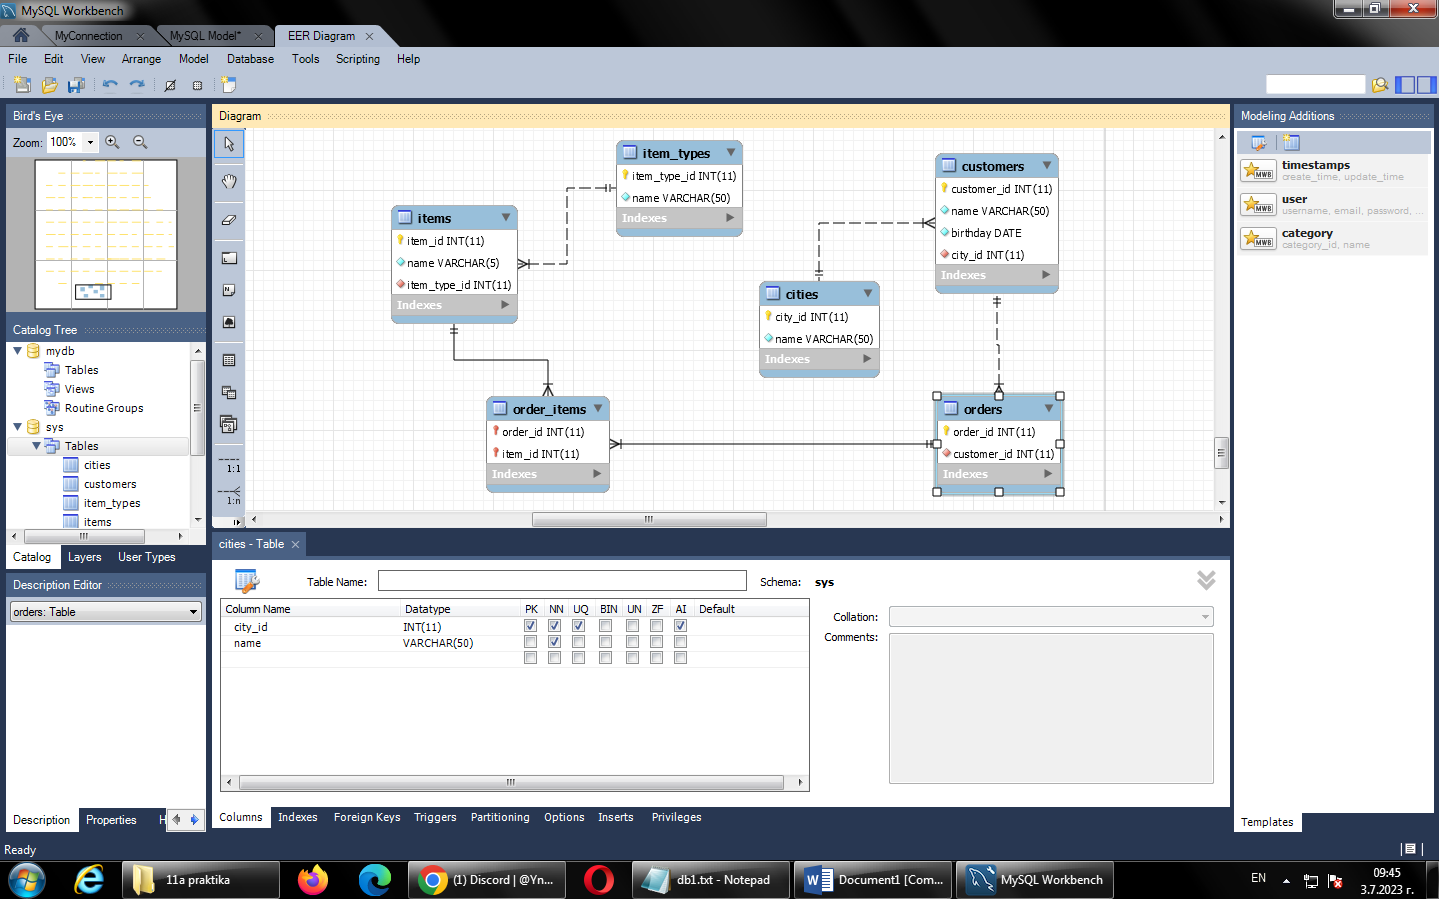 MySQL Workbench
MyConnection
MySQL Model*
EER Diagram
File Edit View Arrange Model Database Tools Scripting Help
Bird's Eye
Zoom: 100%
Catalog Tree
mydb
Tables
Views
Routine Groups
sys
Tables
cities
customers
item_types
items
Catalog Layers User Types
Description Editor
orders: Table
Description Properties H
Diagram
1:1
1:n
item_types
item_type_id INT(11)
name VARCHAR(50)
Indexes
customers
customer_id INT(11)
name VARCHAR(50)
birthday DATE
city_id INT(11)
Indexes
items
item_id INT(11)
name VARCHAR(5)
item_type_id INT(11)
Indexes
cities
city_id INT(11)
name VARCHAR(50)
Indexes
order_items
order_id INT(11)
item_id INT(11)
Indexes
orders
order_id INT(11)
customer_id INT(11)
Indexes
cities - Table
Table Name:
Schema: sys
Column Name Datatype PK NN UQ BIN UN ZF AI Default
city_id INT(11)
name VARCHAR(50)
Collation:
Comments:
Columns Indexes Foreign Keys Triggers Partitioning Options Inserts Privileges
Modeling Additions
timestamps
create_time, update_time
user
username, email, password, ...
category
category_id, name
MWB
MWB
MWB
Templates
Ready
11a praktika
(1) Discord | @Yn...
db1.txt - Notepad
Document1 [Com...
MySQL Workbench
EN
09:45
3.7.2023 г.